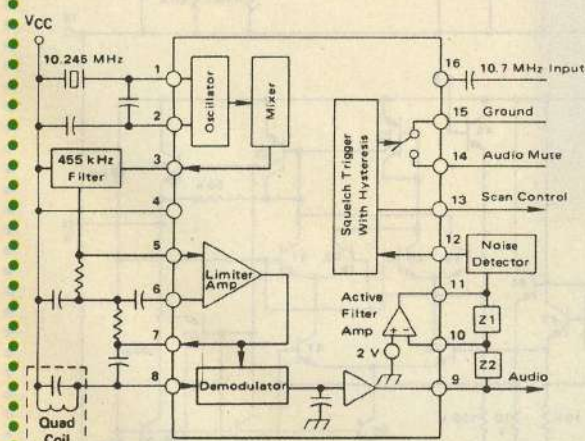 VCC
10.245 MHz
1
2
3
4
5
6
7
8
455 kHz
Filter
Quad
Coil
Oscillator
Mixer
Limiter
Amp
Demodulator
Squelch Trigger
With Hysteresis
Active
Filter
Amp
+ -
2 V
16
10.7 MHz Input
15
Ground
14
Audio Mute
13
Scan Control
12
Noise
Detector
11
Z1
10
Z2
9
Audio